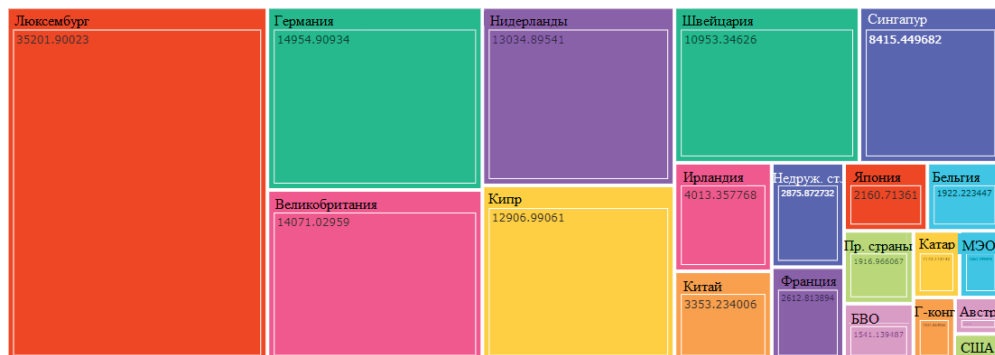 Люксембург
35201.90023
Германия
14954.90934
Великобритания
14071.02959
Нидерланды
13034.89541
Кипр
12906.99061
Швейцария
10953.34626
Сингапур
8415.449682
Ирландия
4013.357768
Китай
3353.234006
Недруж. ст.
2875.872732
Франция
2612.813894
Япония
2160.71361
Бельгия
1922.223447
Пр. страны
1916.966067
БВО
1541.139487
Катар
МЭО
Г-конг
Австр
США